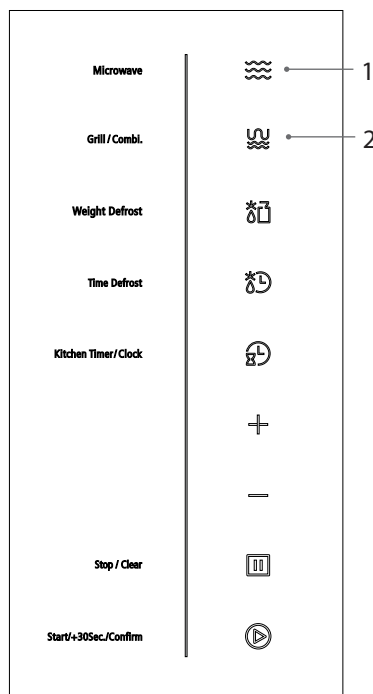 Microwave 1
Grill / Combi. 2
Weight Defrost
Time Defrost
Kitchen Timer/Clock
Stop / Clear
Start/+30Sec./Confirm